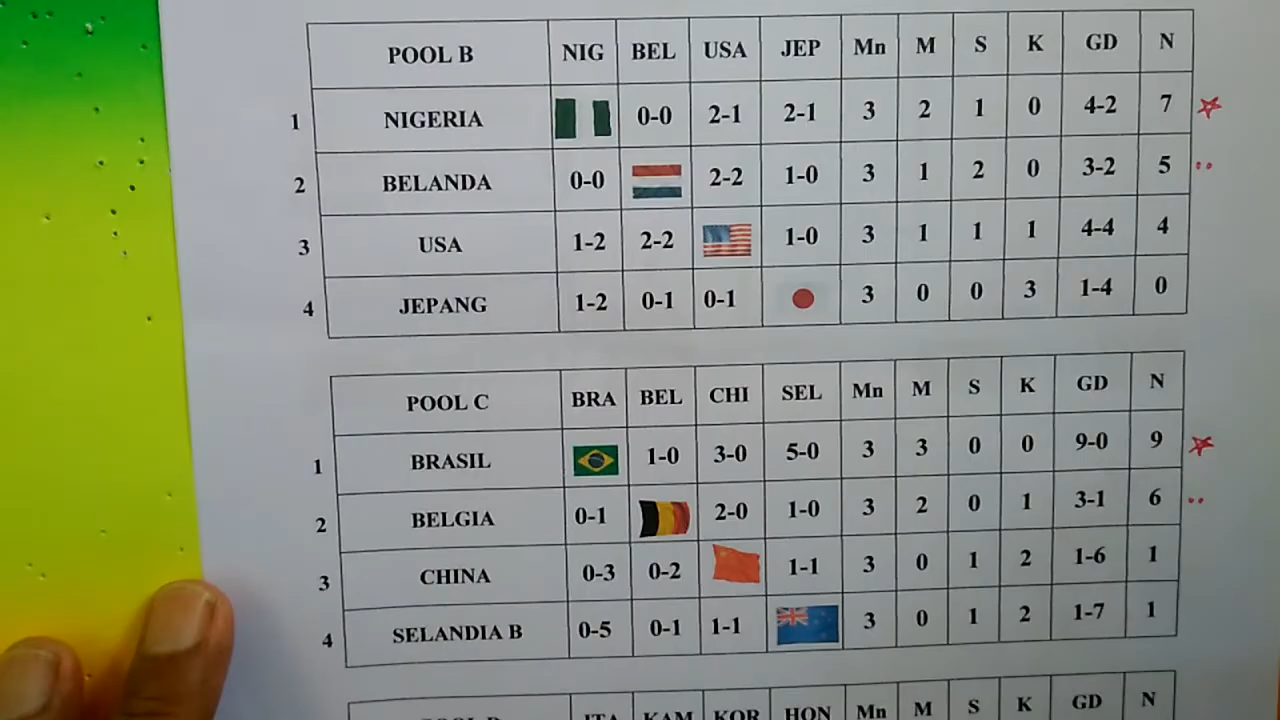 POOL B NIG BEL USA JEP Mn M S K GD N
1 NIGERIA 0-0 2-1 2-1 3 2 1 0 4-2 7
2 BELANDA 0-0 2-2 1-0 3 1 2 0 3-2 5
3 USA 1-2 2-2 1-0 3 1 1 1 4-4 4
4 JEPANG 1-2 0-1 0-1 3 0 0 3 1-4 0
POOL C BRA BEL CHI SEL Mn M S K GD N
1 BRASIL 1-0 3-0 5-0 3 3 0 0 9-0 9
2 BELGIA 0-1 2-0 1-0 3 2 0 1 3-1 6
3 CHINA 0-3 0-2 1-1 3 0 1 2 1-6 1
4 SELANDIA B 0-5 0-1 1-1 3 0 1 2 1-7 1
POOL D ITA KAM KOR HON Mn M S K GD N